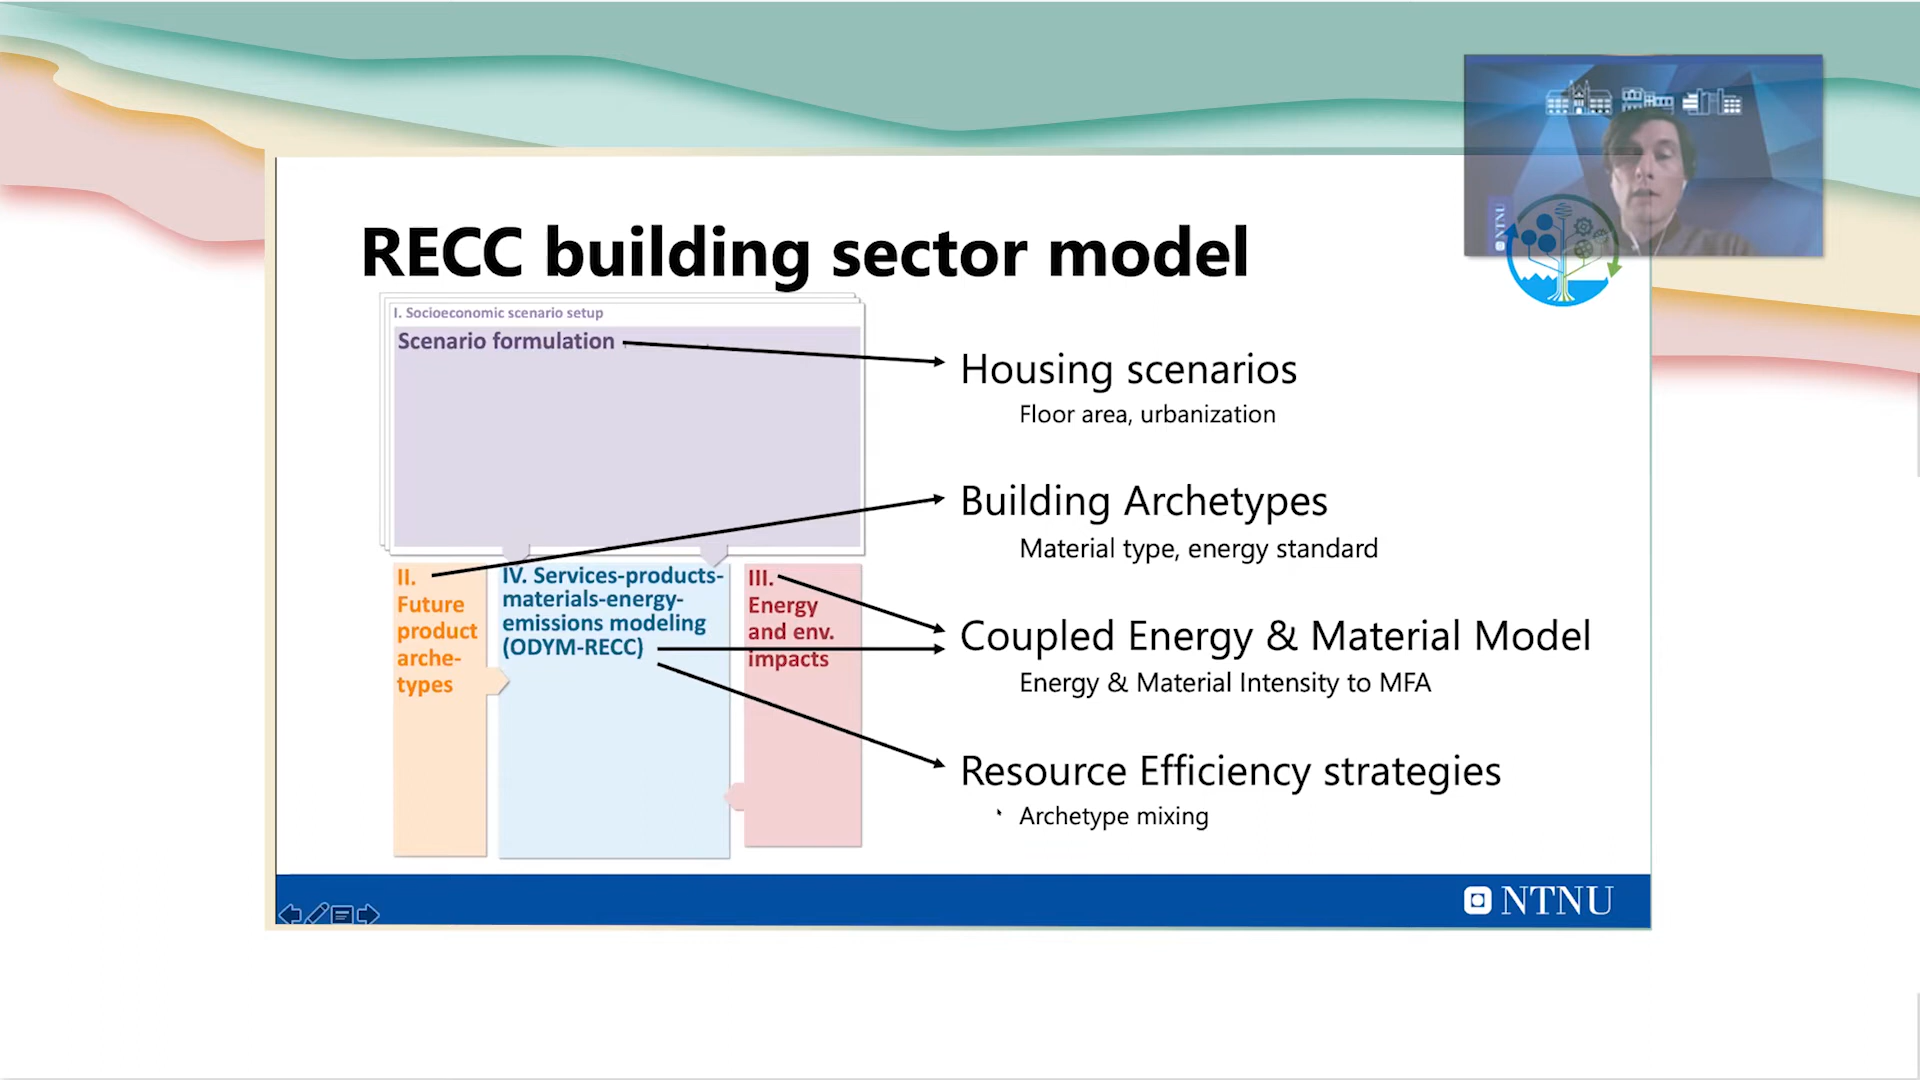 NTNU
RECC building sector model
I. Socioeconomic scenario setup
Scenario formulation
Housing scenarios
Floor area, urbanization
Building Archetypes
Material type, energy standard
II.
Future
product
arche-
types
IV. Services-products-
materials-energy-
emissions modeling
(ODYM-RECC)
III.
Energy
and env.
impacts
Coupled Energy & Material Model
Energy & Material Intensity to MFA
Resource Efficiency strategies
Archetype mixing
NTNU